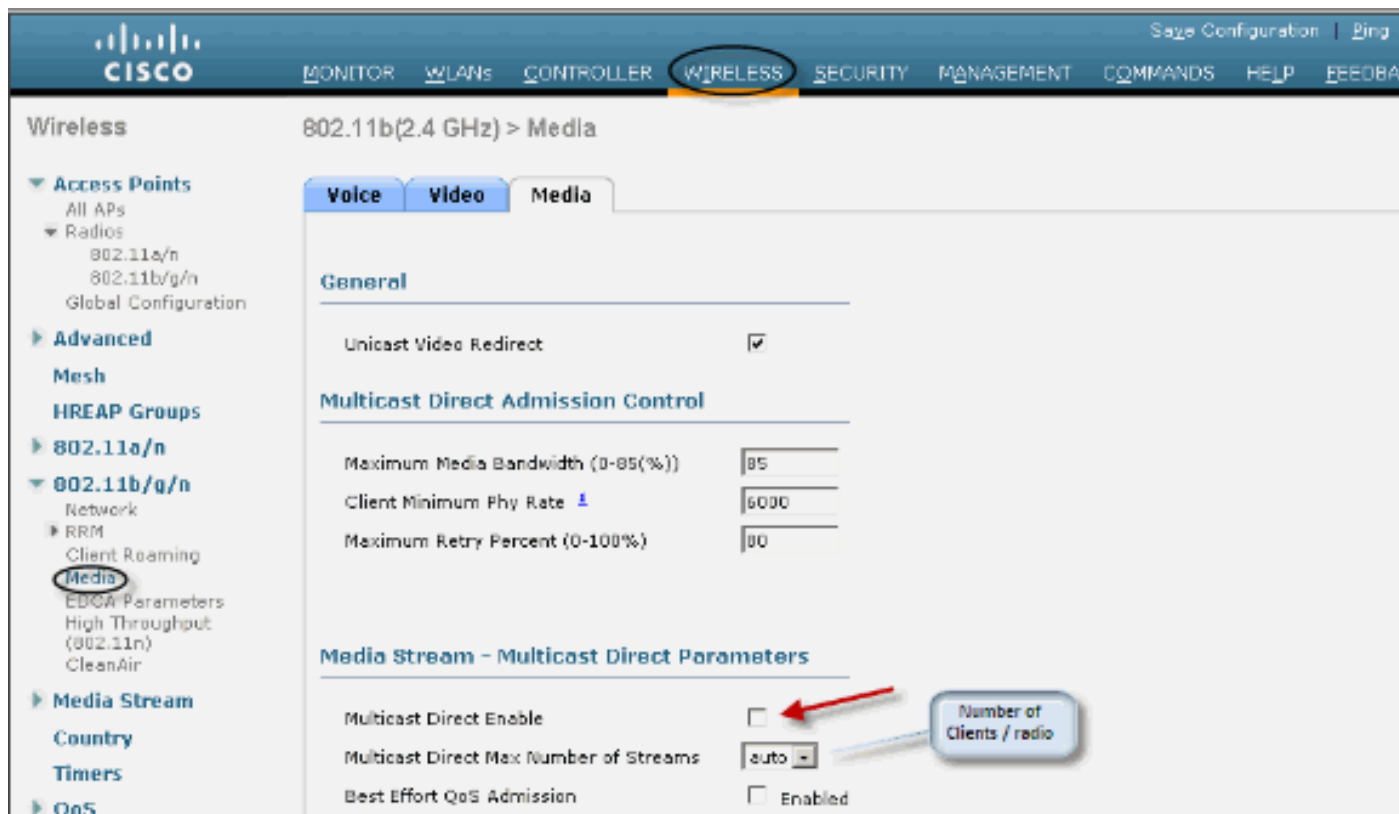 Save Configuration | Ping
CISCO
MONITOR WLANs CONTROLLER WIRELESS SECURITY MANAGEMENT COMMANDS HELP FEEDBA
Wireless
Access Points
All APs
Radios
802.11a/n
802.11b/g/n
Global Configuration
Advanced
Mesh
HREAP Groups
802.11a/n
802.11b/g/n
Network
RRM
Client Roaming
Media
EDCA Parameters
High Throughput
(802.11n)
CleanAir
Media Stream
Country
Timers
QoS
802.11b(2.4 GHz) > Media
Voice Video Media
General
Unicast Video Redirect
Multicast Direct Admission Control
Maximum Media Bandwidth (0-85(%)) 85
Client Minimum Phy Rate 1 6000
Maximum Retry Percent (0-100%) 80
Media Stream - Multicast Direct Parameters
Multicast Direct Enable
Multicast Direct Max Number of Streams auto
Best Effort QoS Admission Enabled
Number of
Clients / radio